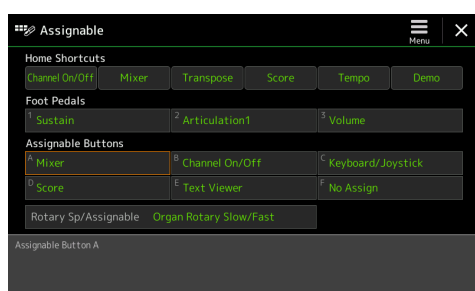 Assignable
Menu
Home Shortcuts
Channel On/Off Mixer Transpose Score Tempo Demo
Foot Pedals
1 Sustain 2 Articulation1 3 Volume
Assignable Buttons
A Mixer B Channel On/Off C Keyboard/Joystick
D Score E Text Viewer F No Assign
Rotary Sp/Assignable Organ Rotary Slow/Fast
Assignable Button A